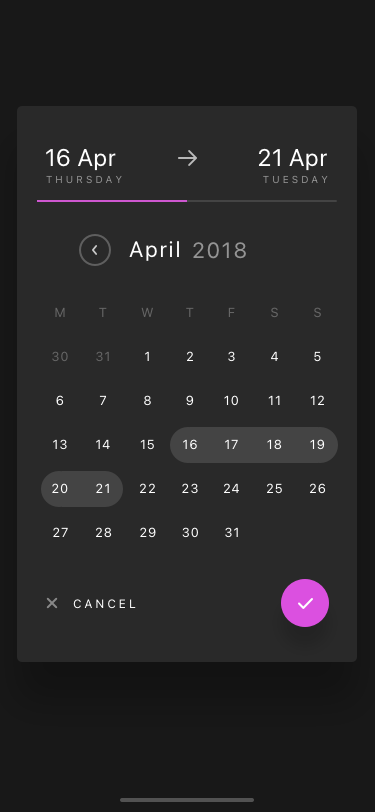 16 Apr → 21 Apr
THURSDAY TUESDAY
April 2018
M T W T F S S
30 31 1 2 3 4 5
6 7 8 9 10 11 12
13 14 15 16 17 18 19
20 21 22 23 24 25 26
27 28 29 30 31
CANCEL